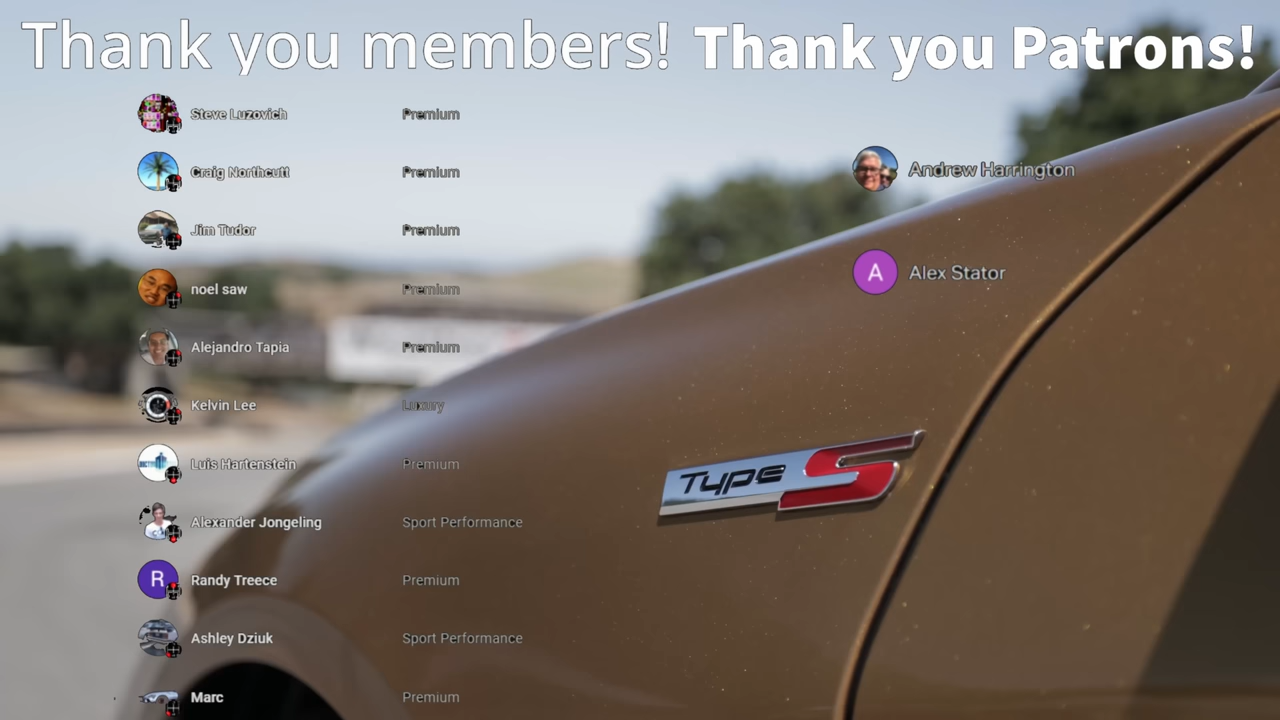 Thank you members! Thank you Patrons!
Steve Luzovich Premium
Craig Northcutt Premium
Andrew Harrington
Jim Tudor Premium
A Alex Stator
noel saw Premium
Alejandro Tapia Premium
Kelvin Lee Luxury
Luis Hartenstein Premium
Type S
Alexander Jongeling Sport Performance
R Randy Treece Premium
Ashley Dziuk Sport Performance
Marc Premium